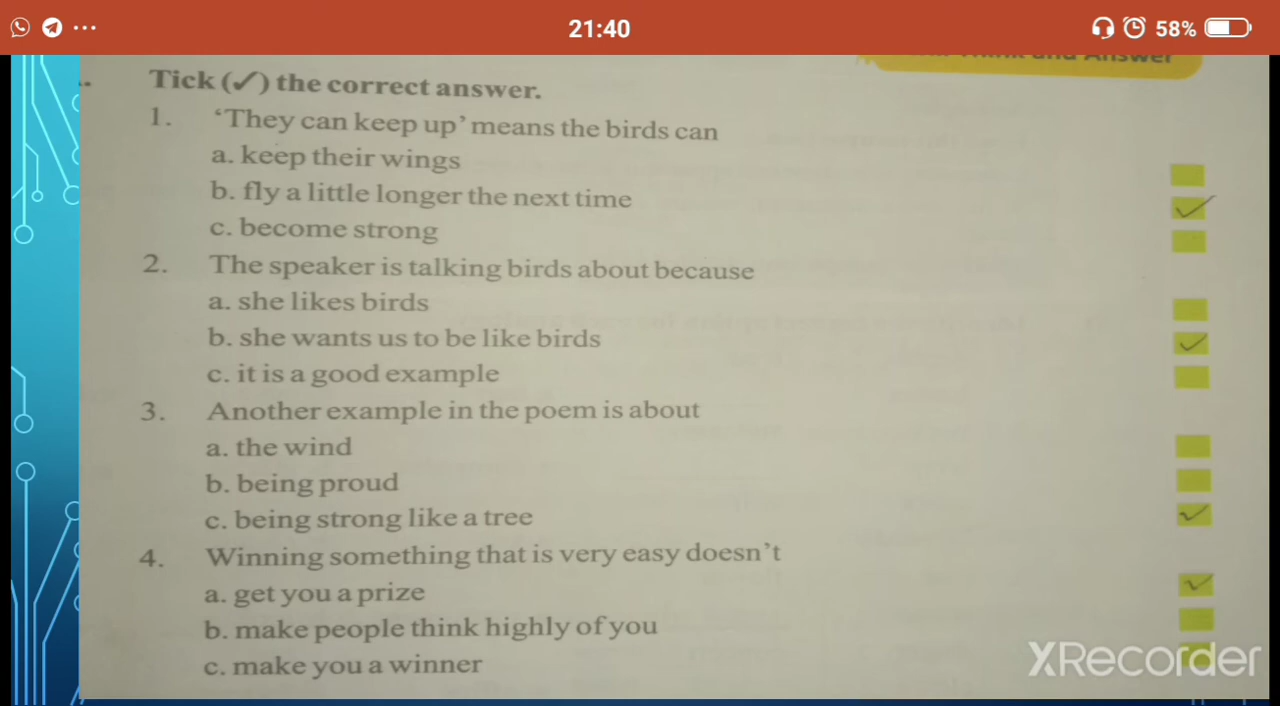 21:40
58%
Think and Answer
Tick (✓) the correct answer.
1. ‘They can keep up’ means the birds can
a. keep their wings
b. fly a little longer the next time
c. become strong
2. The speaker is talking birds about because
a. she likes birds
b. she wants us to be like birds
c. it is a good example
3. Another example in the poem is about
a. the wind
b. being proud
c. being strong like a tree
4. Winning something that is very easy doesn’t
a. get you a prize
b. make people think highly of you
c. make you a winner
XRecorder